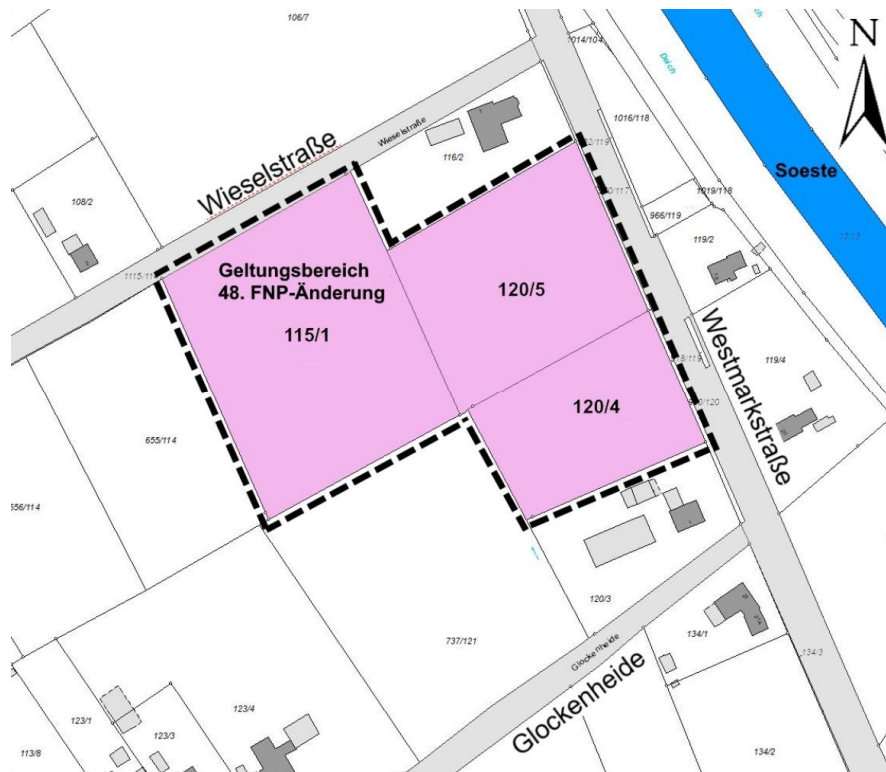 106/7
1014/104
Deich
N
1016/118
Wieselstraße
Wieselstraße
116/2
Soeste
108/2
1019/118
966/119
119/2
Geltungsbereich
48. FNP-Änderung
115/1
120/5
119/4
120/4
Westmarkstraße
655/114
656/114
120/3
737/121
Glockenheide
Glockenheide
134/1
134/3
123/4
123/1
123/3
113/8
134/2